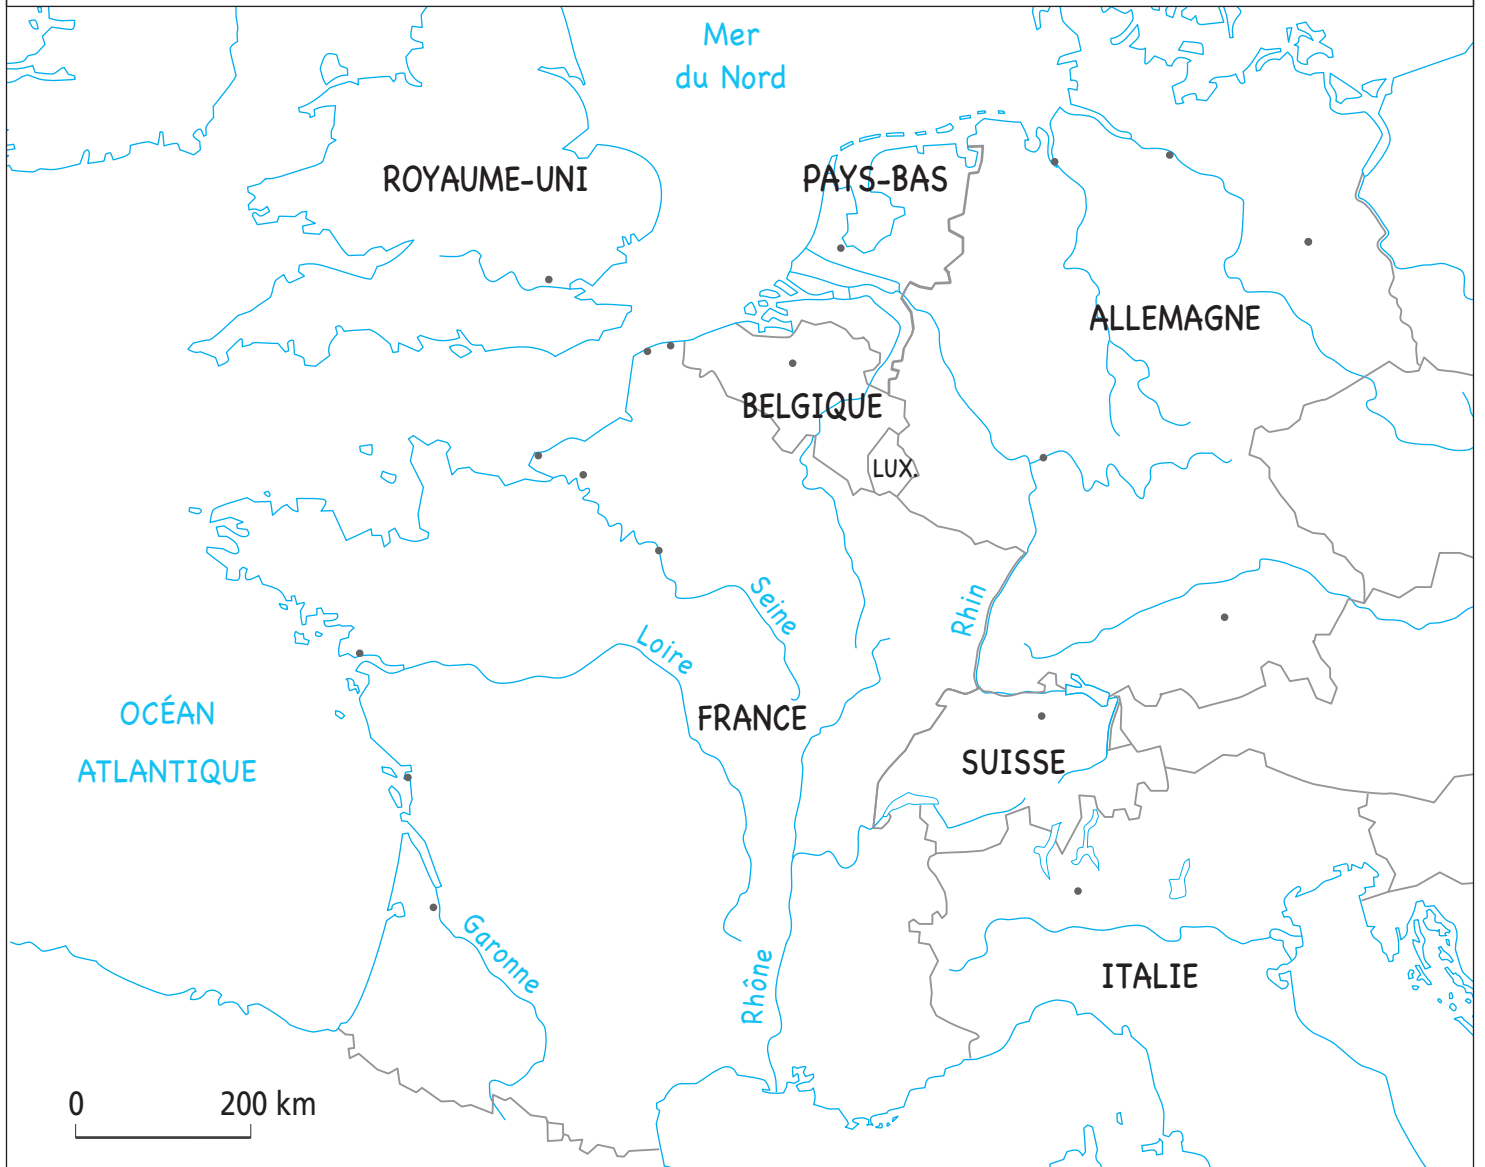 Mer
du Nord
ROYAUME-UNI
PAYS-BAS
ALLEMAGNE
BELGIQUE
LUX.
Seine
Rhin
Loire
OCÉAN
ATLANTIQUE
FRANCE
SUISSE
Garonne
Rhône
ITALIE
0 200 km